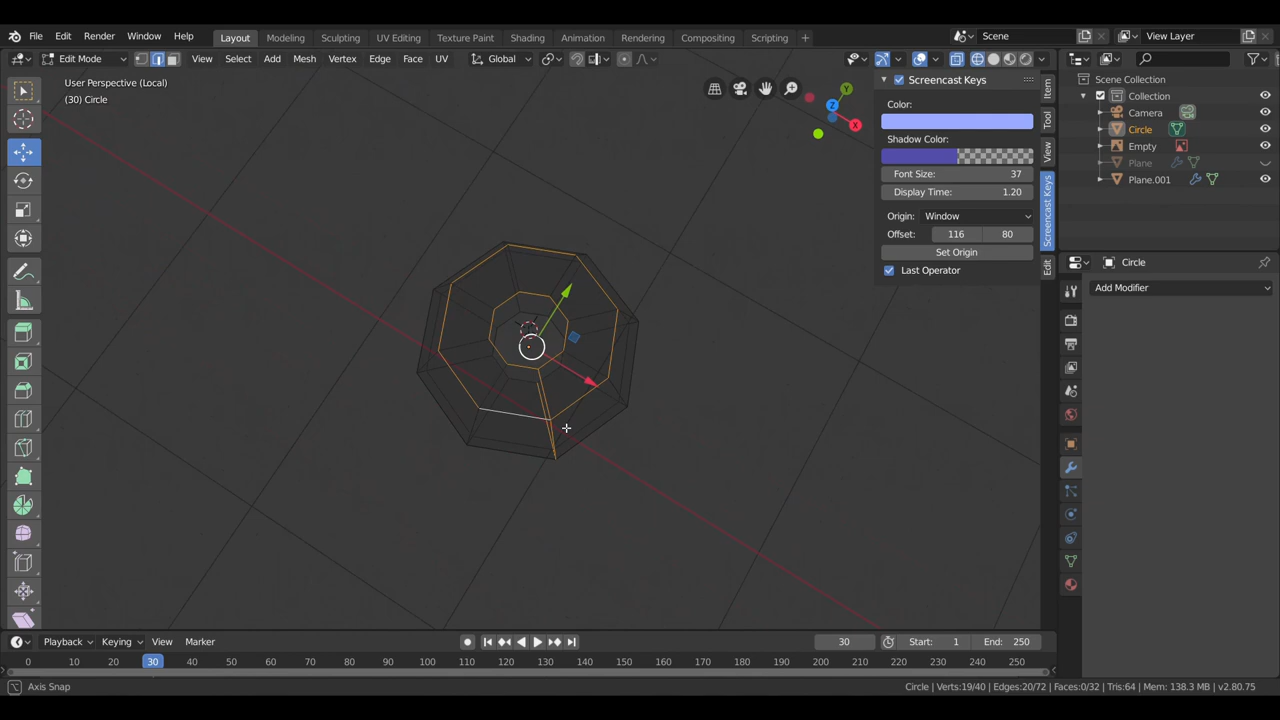 File Edit Render Window Help Layout Modeling Sculpting UV Editing Texture Paint Shading Animation Rendering Compositing Scripting + Scene View Layer
Edit Mode View Select Add Mesh Vertex Edge Face UV Global
User Perspective (Local)
(30) Circle
Screencast Keys
Color:
Shadow Color:
Font Size: 37
Display Time: 1.20
Origin: Window
Offset: 116 80
Set Origin
Last Operator
Item
Tool
View
Screencast Keys
Edit
Z
Y
X
Scene Collection
Collection
Camera
Circle
Empty
Plane
Plane.001
Circle
Add Modifier
Playback Keying View Marker 30 Start: 1 End: 250
0 10 20 30 40 50 60 70 80 90 100 110 120 130 140 150 160 170 180 190 200 210 220 230 240 250
Axis Snap
Circle | Verts:19/40 | Edges:20/72 | Faces:0/32 | Tris:64 | Mem: 138.3 MB | v2.80.75